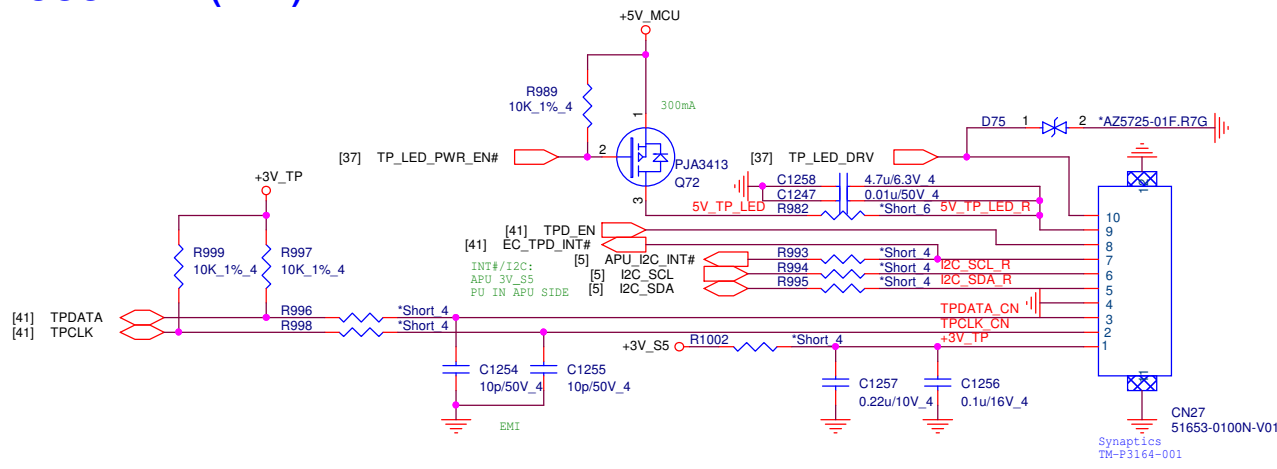 +5V_MCU
R989
10K_1%_4
300mA
1
2
3
PJA3413
Q72
[37] TP_LED_PWR_EN#
D75 1 2 *AZ5725-01F.R7G
[37] TP_LED_DRV
C1258 4.7u/6.3V_4
C1247 0.01u/50V_4
5V_TP_LED R982 *Short_6 5V_TP_LED_R
+3V_TP
R999
10K_1%_4
R997
10K_1%_4
[41] TPD_EN
[41] EC_TPD_INT#
[5] APU_I2C_INT# R993 *Short_4
[5] I2C_SCL R994 *Short_4 I2C_SCL_R
[5] I2C_SDA R995 *Short_4 I2C_SDA_R
INT#/I2C:
APU 3V_S5
PU IN APU SIDE
[41] TPDATA R996 *Short_4 TPDATA_CN
[41] TPCLK R998 *Short_4 TPCLK_CN
+3V_S5 R1002 *Short_4 +3V_TP
10
9
8
7
6
5
4
3
2
1
C1254
10p/50V_4
C1255
10p/50V_4
EMI
C1257
0.22u/10V_4
C1256
0.1u/16V_4
CN27
51653-0100N-V01
Synaptics
TM-P3164-001